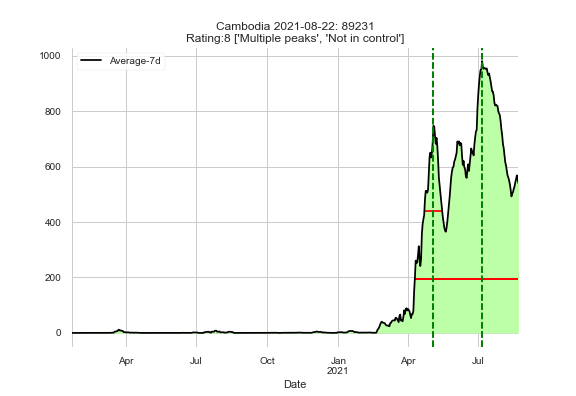 Cambodia 2021-08-22: 89231
Rating:8 ['Multiple peaks', 'Not in control']
Average-7d
1000
800
600
400
200
0
Apr
Jul
Oct
Jan
2021
Apr
Jul
Date